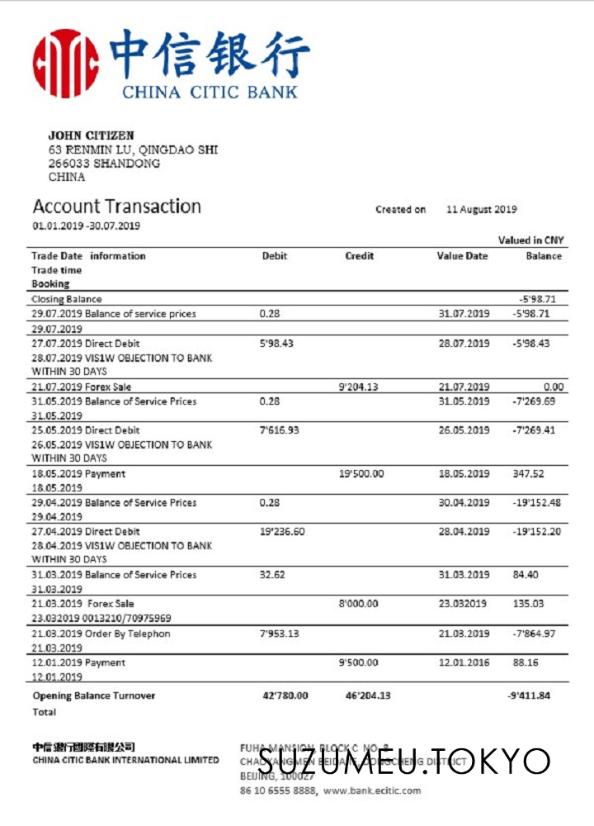 中信银行
CHINA CITIC BANK
JOHN CITIZEN
63 RENMIN LU, QINGDAO SHI
266033 SHANDONG
CHINA
Account Transaction
Created on 11 August 2019
01.01.2019 -30.07.2019
Valued in CNY
Trade Date information Debit Credit Value Date Balance
Trade time
Booking
Closing Balance -5'98.71
29.07.2019 Balance of service prices 0.28 31.07.2019 -5'98.71
29.07.2019
27.07.2019 Direct Debit 5'98.43 28.07.2019 -5'98.43
28.07.2019 VIS1W OBJECTION TO BANK
WITHIN 30 DAYS
21.07.2019 Forex Sale 9'204.13 21.07.2019 0.00
31.05.2019 Balance of Service Prices 0.28 31.05.2019 -7'269.69
31.05.2019
25.05.2019 Direct Debit 7'616.93 26.05.2019 -7'269.41
26.05.2019 VIS1W OBJECTION TO BANK
WITHIN 30 DAYS
18.05.2019 Payment 19'500.00 18.05.2019 347.52
18.05.2019
29.04.2019 Balance of Service Prices 0.28 30.04.2019 -19'152.48
29.04.2019
27.04.2019 Direct Debit 19'236.60 28.04.2019 -19'152.20
28.04.2019 VIS1W OBJECTION TO BANK
WITHIN 30 DAYS
31.03.2019 Balance of Service Prices 32.62 31.03.2019 84.40
31.03.2019
21.03.2019 Forex Sale 8'000.00 23.032019 135.03
23.032019 0013210/70975969
21.03.2019 Order By Telephon 7'953.13 21.03.2019 -7'864.97
21.03.2019
12.01.2019 Payment 9'500.00 12.01.2016 88.16
12.01.2019
Opening Balance Turnover 42'780.00 46'204.13 -9'411.84
Total
中信銀行國際有限公司
CHINA CITIC BANK INTERNATIONAL LIMITED
FUHA MANSION, BLOCK C NO.
CHAOYANGMEN BEIDAJIE, DONGCHENG DISTRICT
BEIJING, 100027
86 10 6555 8888, www.bank.ecitic.com
SUZUMEU.TOKYO